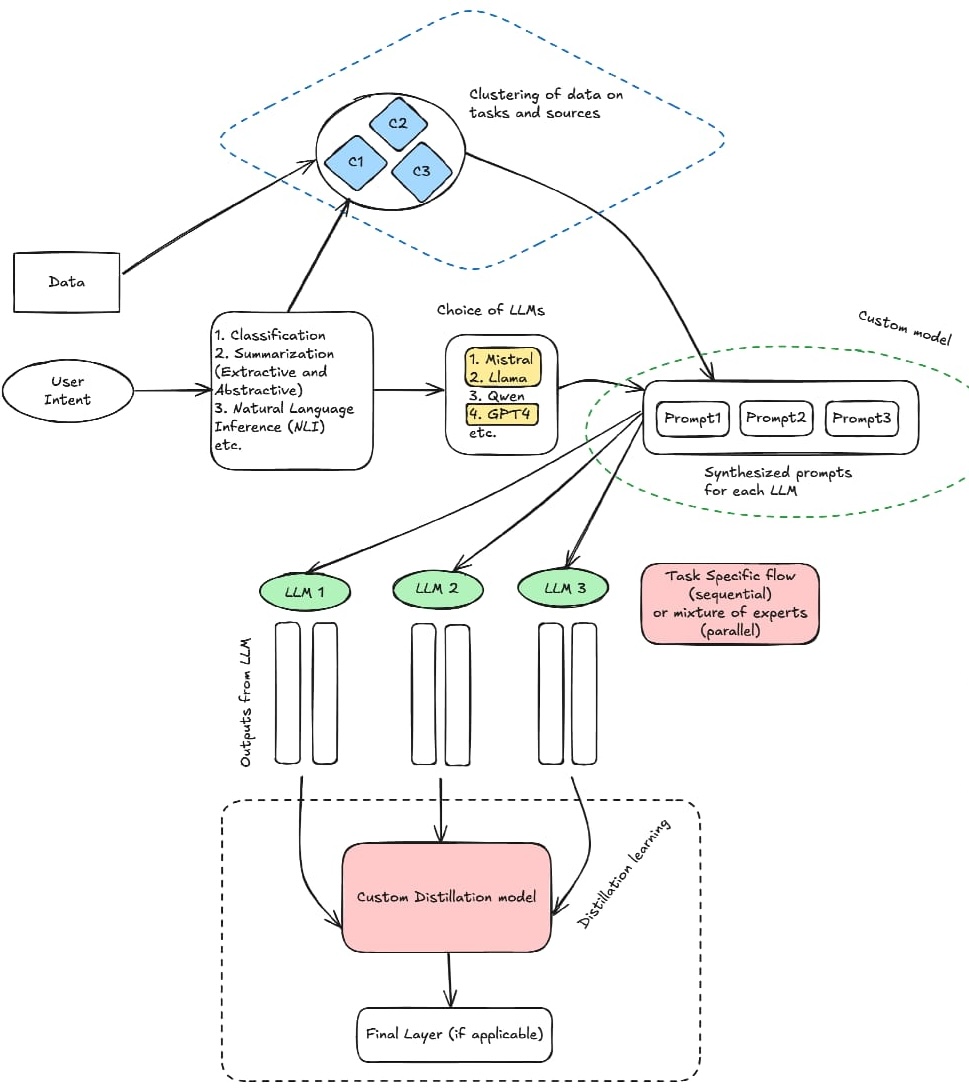 Clustering of data on
tasks and sources
C2
C1
C3
Data
User
Intent
1. Classification
2. Summarization
(Extractive and
Abstractive)
3. Natural Language
Inference (NLI)
etc.
Choice of LLMs
1. Mistral
2. Llama
3. Qwen
4. GPT4
etc.
Custom model
Prompt1
Prompt2
Prompt3
Synthesized prompts
for each LLM
LLM 1
LLM 2
LLM 3
Task Specific flow
(sequential)
or mixture of experts
(parallel)
Outputs from LLM
Distillation learning
Custom Distillation model
Final Layer (if applicable)